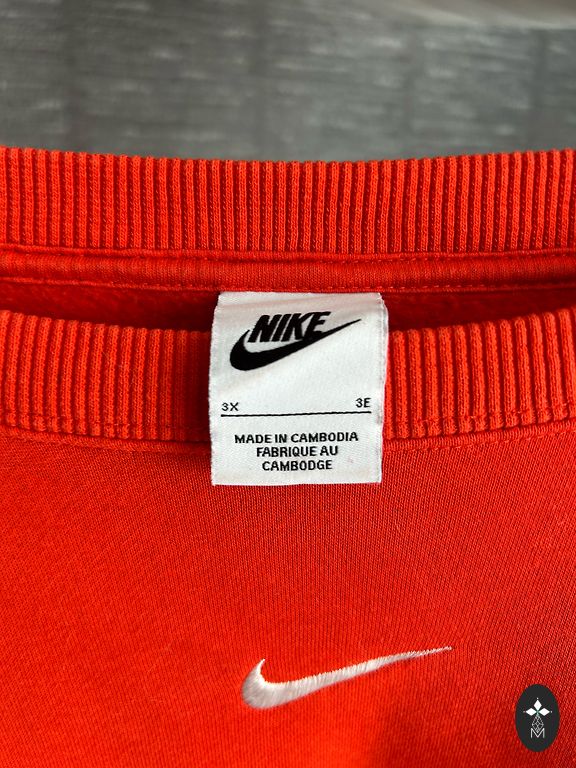 NIKE
3X 3E
MADE IN CAMBODIA
FABRIQUE AU
CAMBODGE
M